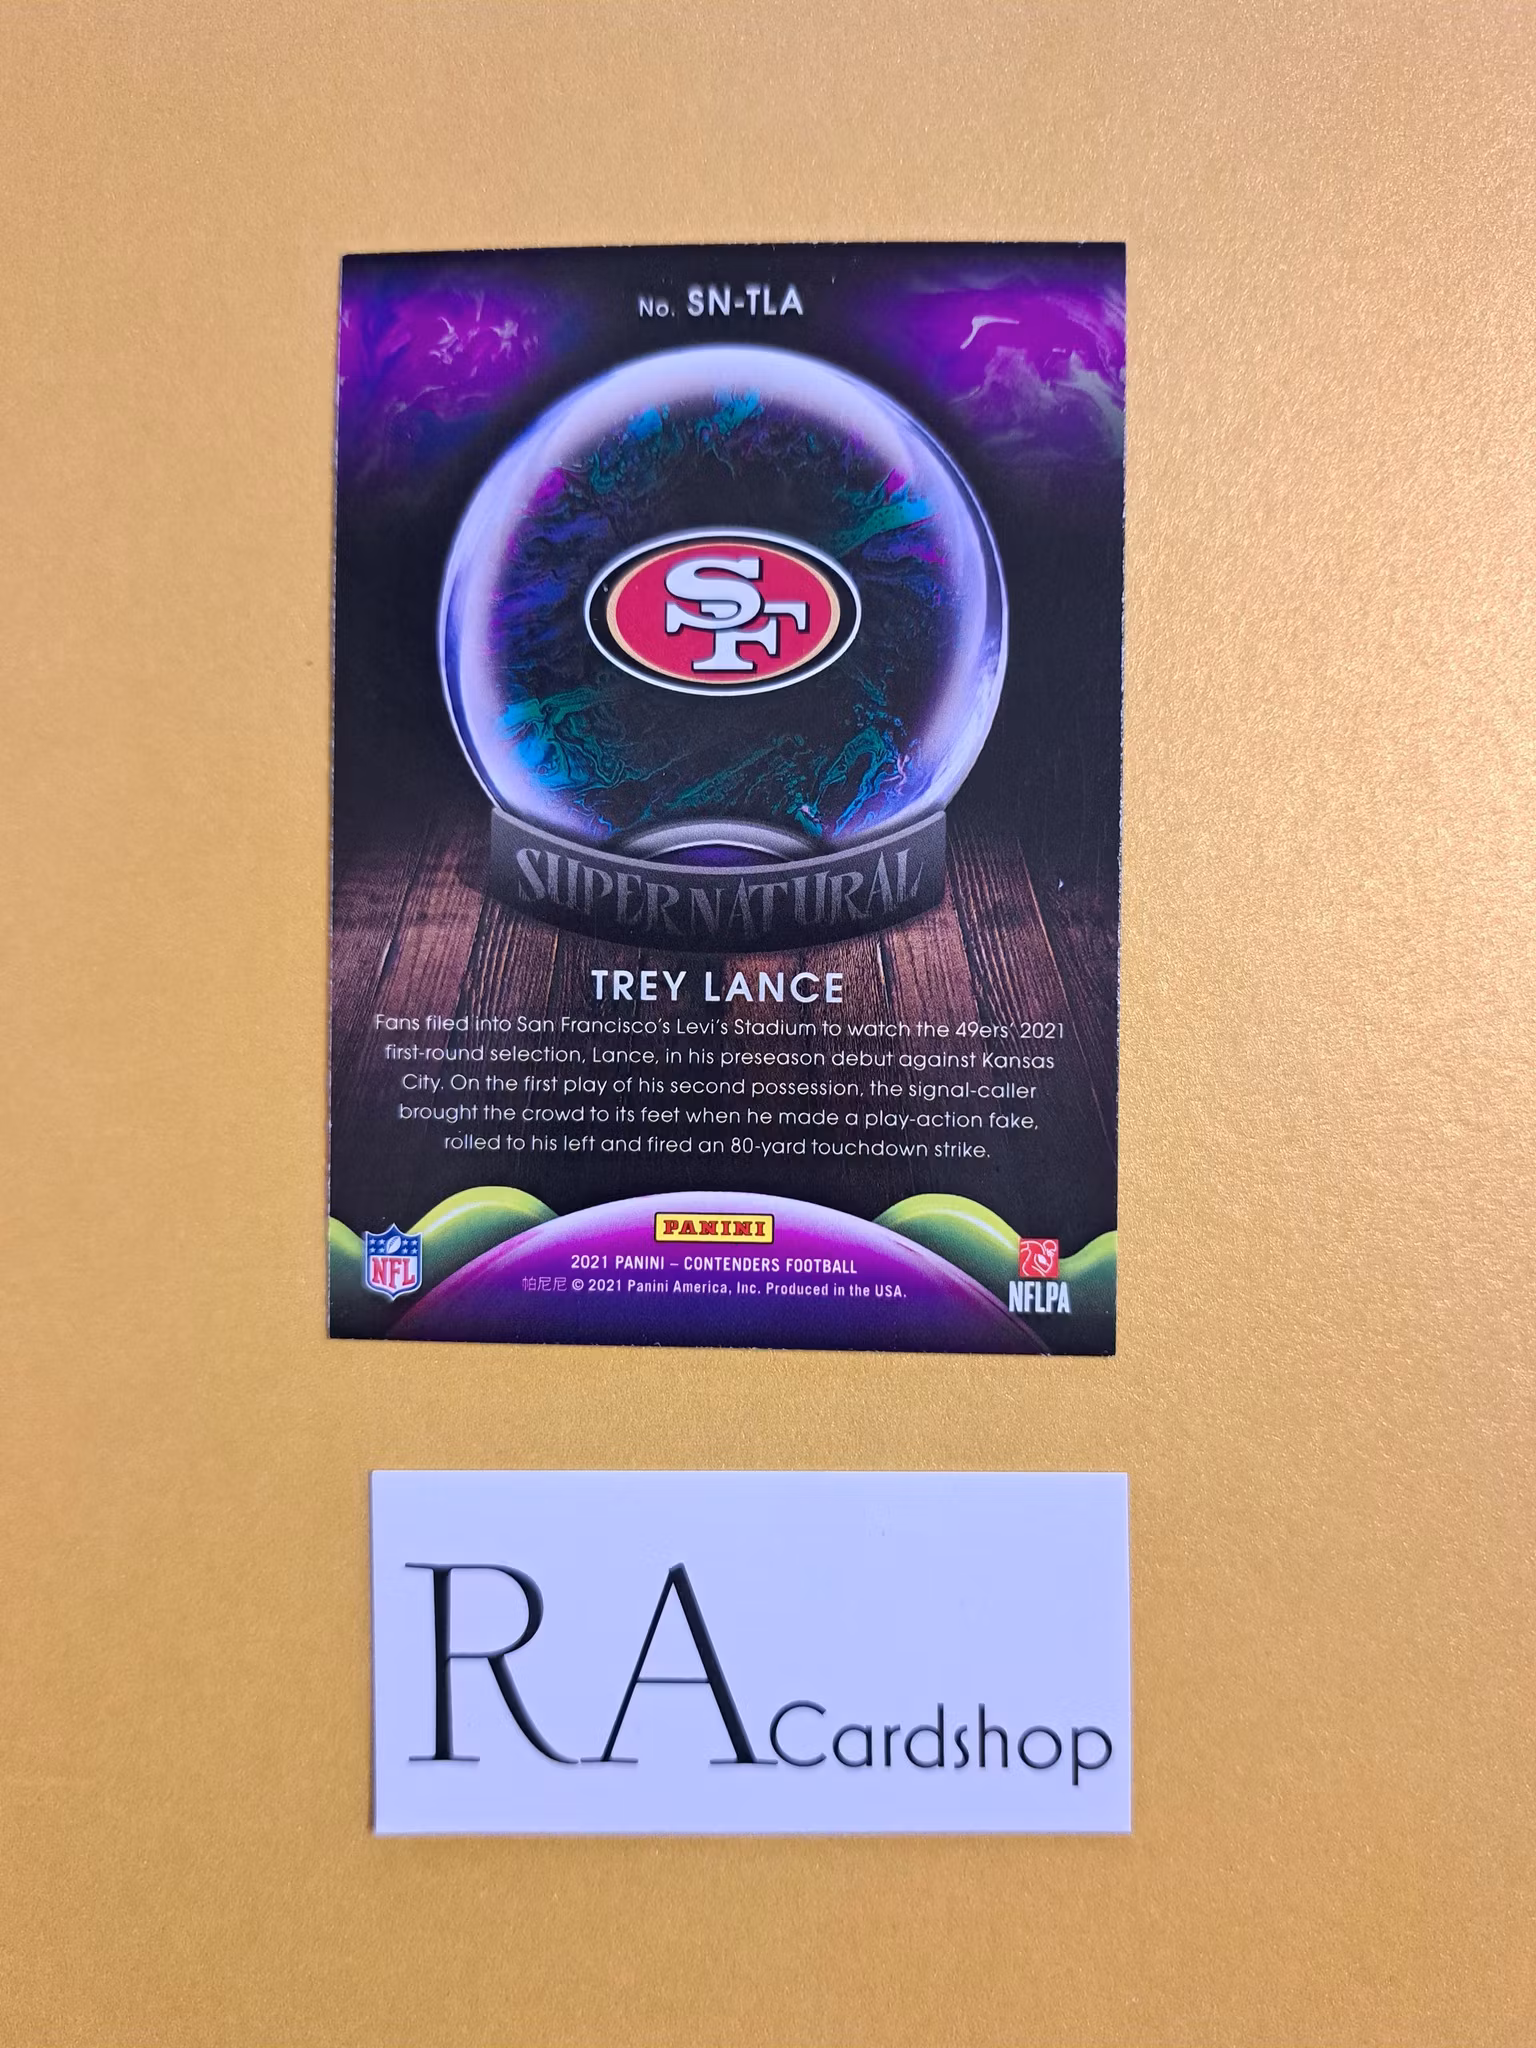 No. SN-TLA
SF
SUPERNATURAL
TREY LANCE
Fans filed into San Francisco's Levi's Stadium to watch the 49ers' 2021
first-round selection, Lance, in his preseason debut against Kansas
City. On the first play of his second possession, the signal-caller
brought the crowd to its feet when he made a play-action fake,
rolled to his left and fired an 80-yard touchdown strike.
PANINI
2021 PANINI – CONTENDERS FOOTBALL
帕尼尼 © 2021 Panini America, Inc. Produced in the USA.
NFL
NFLPA
RA Cardshop